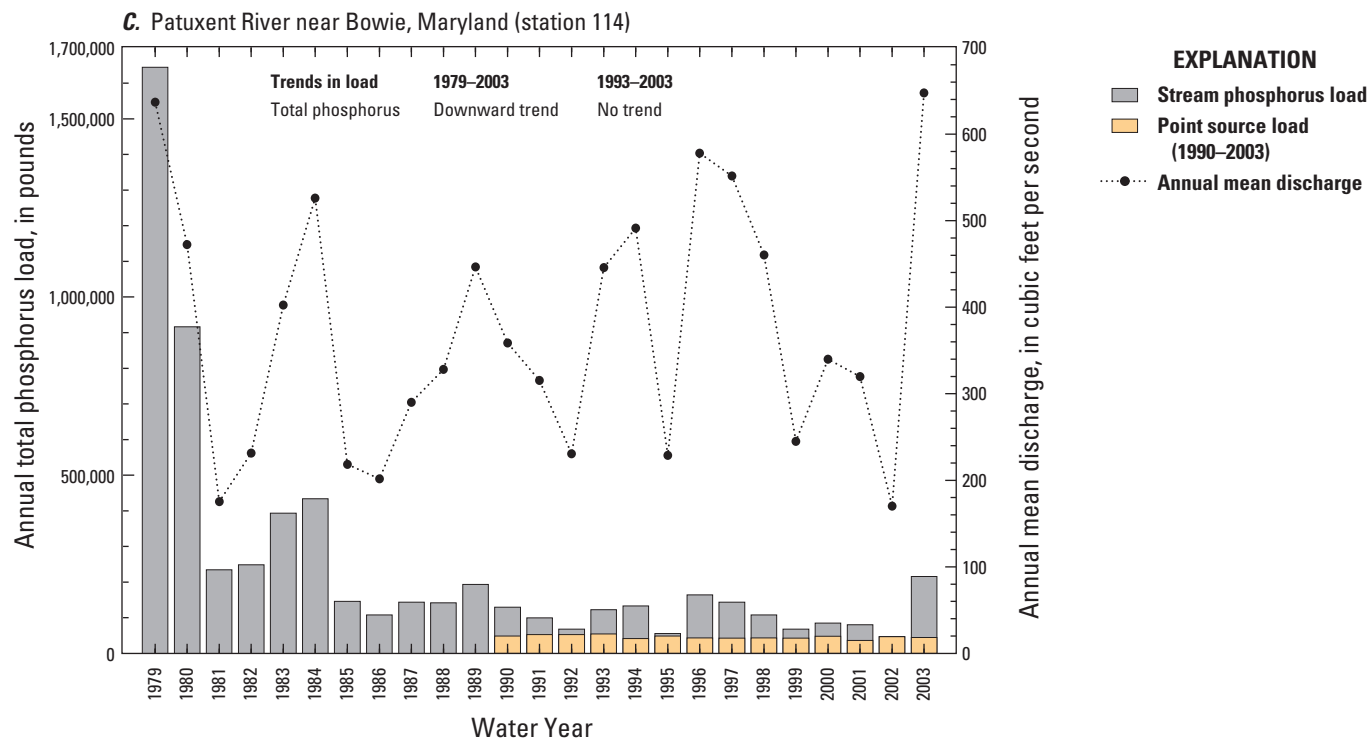 C. Patuxent River near Bowie, Maryland (station 114)
Annual total phosphorus load, in pounds
1,700,000
1,500,000
1,000,000
500,000
0
Trends in load 1979–2003 1993–2003
Total phosphorus Downward trend No trend
700
600
500
400
300
200
100
0
Annual mean discharge, in cubic feet per second
1979 1980 1981 1982 1983 1984 1985 1986 1987 1988 1989 1990 1991 1992 1993 1994 1995 1996 1997 1998 1999 2000 2001 2002 2003
Water Year
EXPLANATION
Stream phosphorus load
Point source load
(1990–2003)
Annual mean discharge